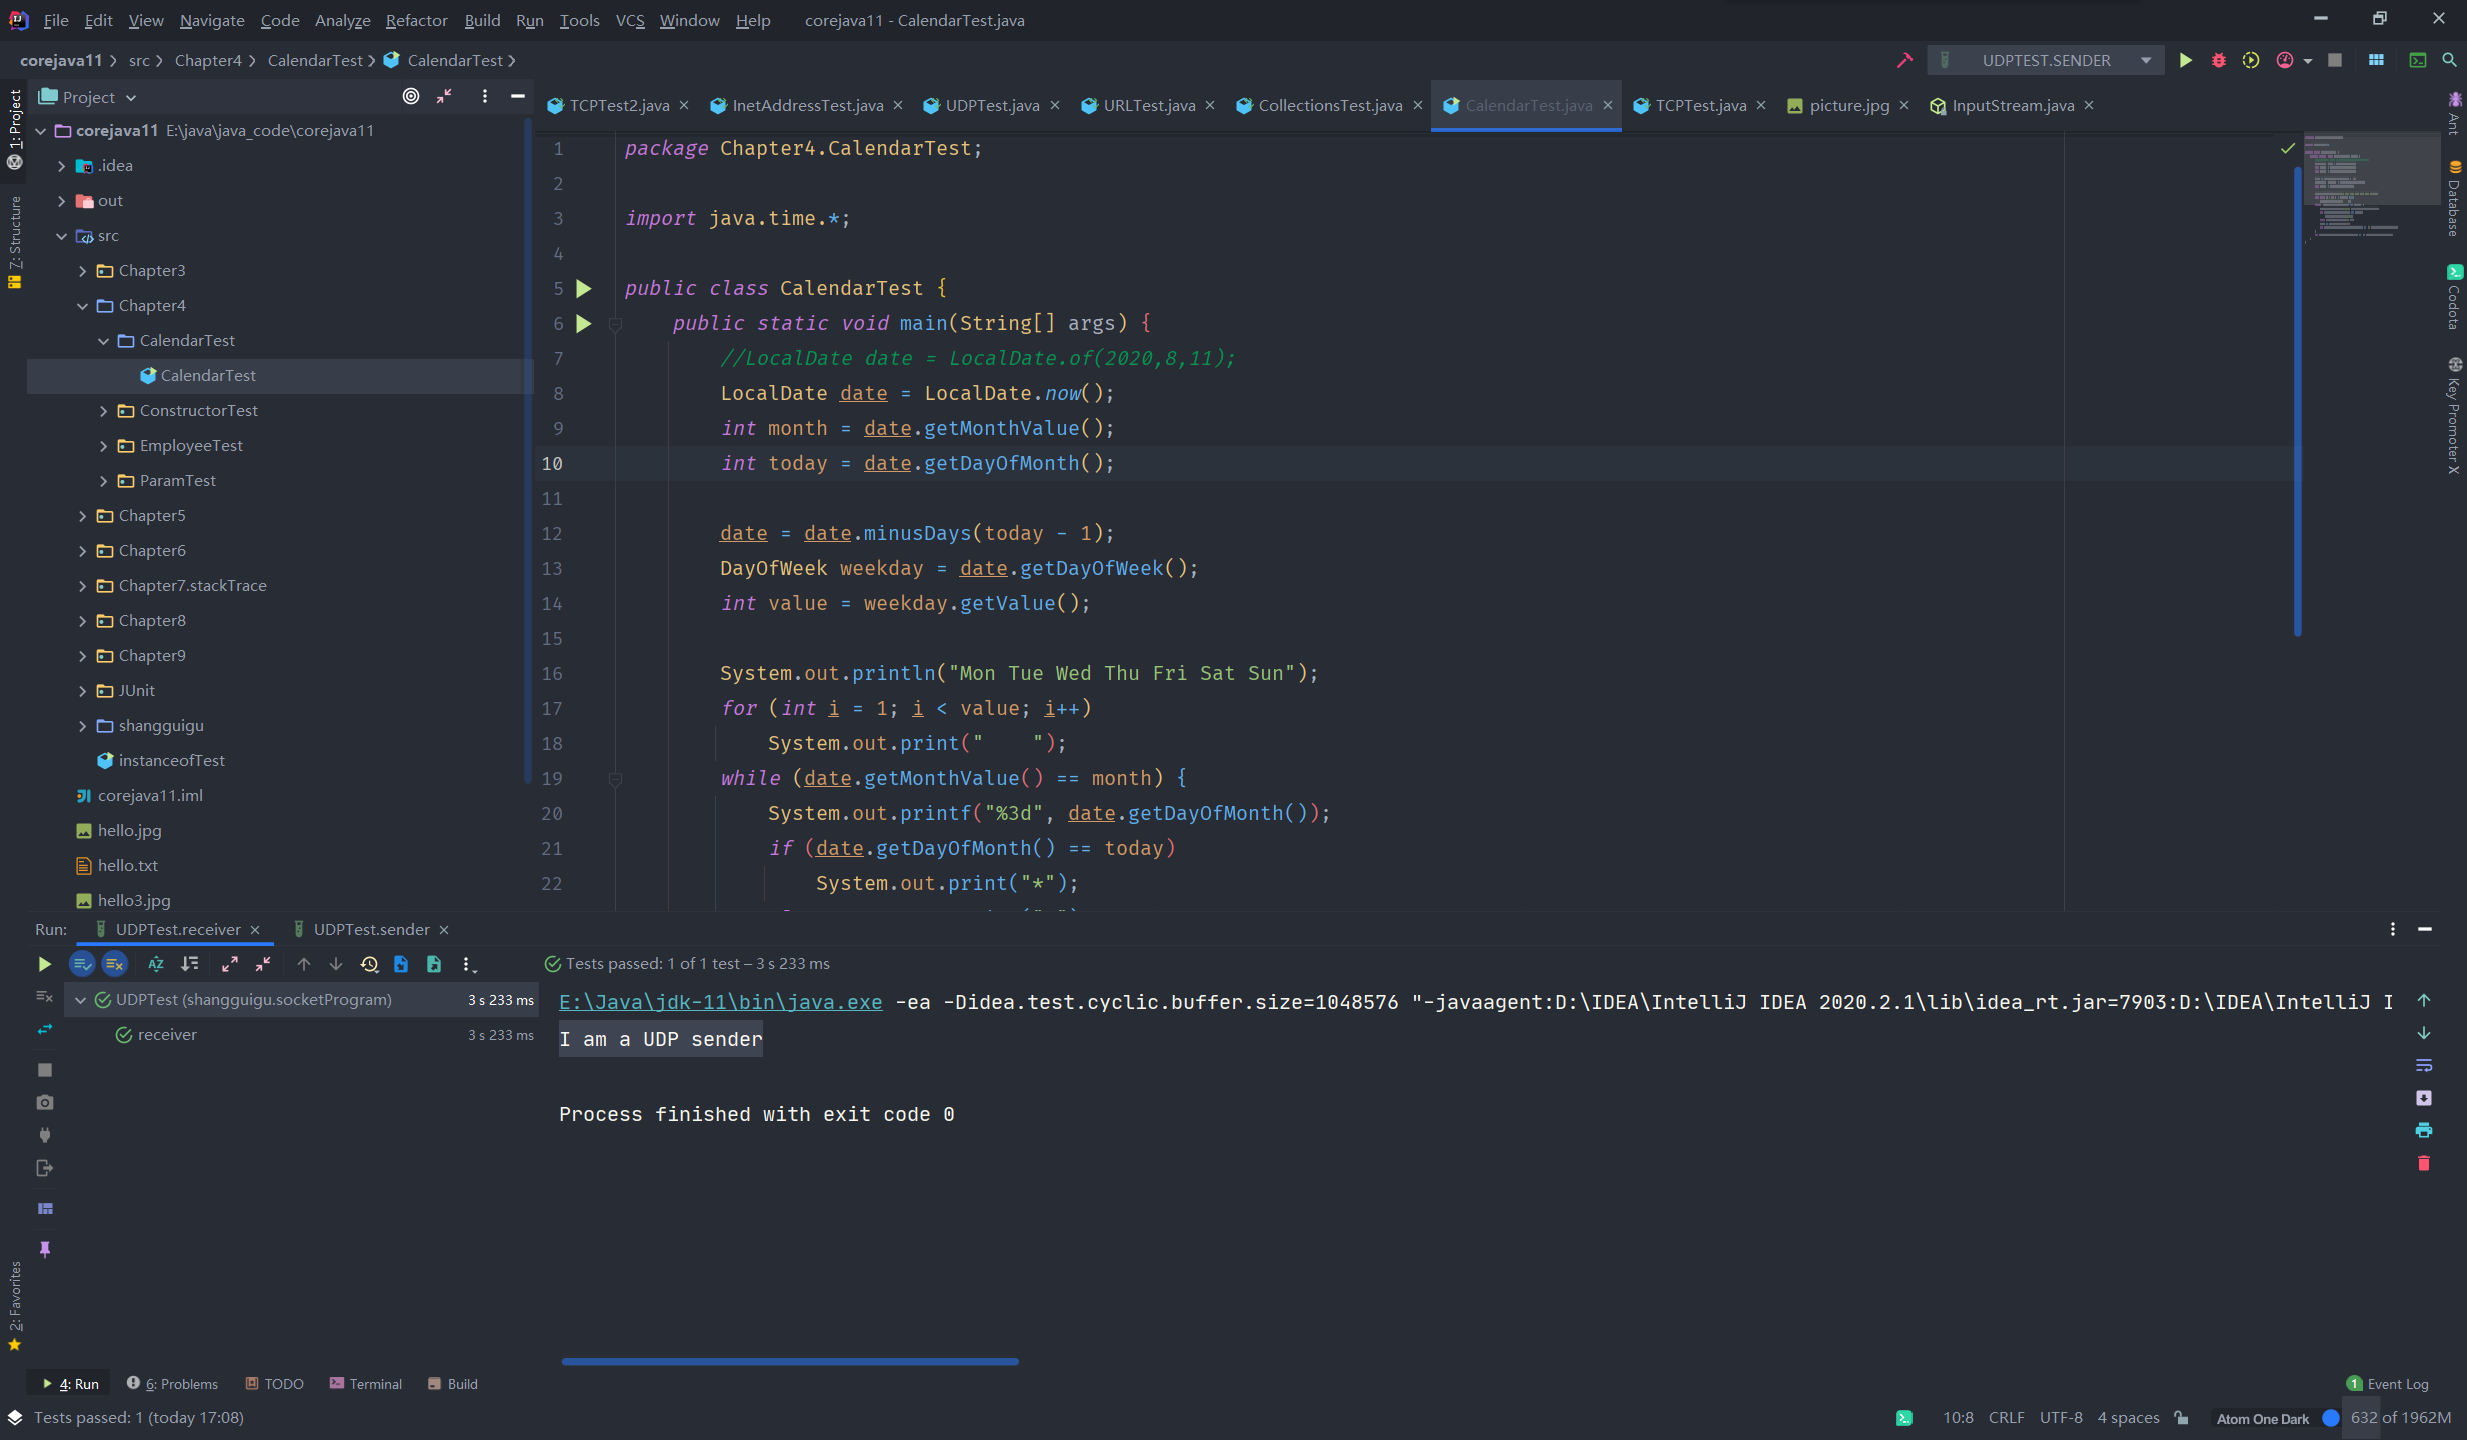 File Edit View Navigate Code Analyze Refactor Build Run Tools VCS Window Help corejava11 - CalendarTest.java
corejava11 src Chapter4 CalendarTest CalendarTest
UDPTEST.SENDER
1: Project
Z: Structure
2: Favorites
Project
corejava11 E:\java\java_code\corejava11
.idea
out
src
Chapter3
Chapter4
CalendarTest
CalendarTest
ConstructorTest
EmployeeTest
ParamTest
Chapter5
Chapter6
Chapter7.stackTrace
Chapter8
Chapter9
JUnit
shangguigu
instanceofTest
corejava11.iml
hello.jpg
hello.txt
hello3.jpg
TCPTest2.java InetAddressTest.java UDPTest.java URLTest.java CollectionsTest.java CalendarTest.java TCPTest.java picture.jpg InputStream.java
1 package Chapter4.CalendarTest;
2
3 import java.time.*;
4
5 public class CalendarTest {
6 public static void main(String[] args) {
7 //LocalDate date = LocalDate.of(2020,8,11);
8 LocalDate date = LocalDate.now();
9 int month = date.getMonthValue();
10 int today = date.getDayOfMonth();
11
12 date = date.minusDays(today - 1);
13 DayOfWeek weekday = date.getDayOfWeek();
14 int value = weekday.getValue();
15
16 System.out.println("Mon Tue Wed Thu Fri Sat Sun");
17 for (int i = 1; i < value; i++)
18 System.out.print("    ");
19 while (date.getMonthValue() == month) {
20 System.out.printf("%3d", date.getDayOfMonth());
21 if (date.getDayOfMonth() == today)
22 System.out.print("*");
Ant
Database
Codota
Key Promoter X
Run: UDPTest.receiver UDPTest.sender
Tests passed: 1 of 1 test – 3 s 233 ms
UDPTest (shangguigu.socketProgram) 3 s 233 ms
receiver 3 s 233 ms
E:\Java\jdk-11\bin\java.exe -ea -Didea.test.cyclic.buffer.size=1048576 "-javaagent:D:\IDEA\IntelliJ IDEA 2020.2.1\lib\idea_rt.jar=7903:D:\IDEA\IntelliJ I
I am a UDP sender
Process finished with exit code 0
4: Run 6: Problems TODO Terminal Build 1 Event Log
Tests passed: 1 (today 17:08) 10:8 CRLF UTF-8 4 spaces Atom One Dark 632 of 1962M